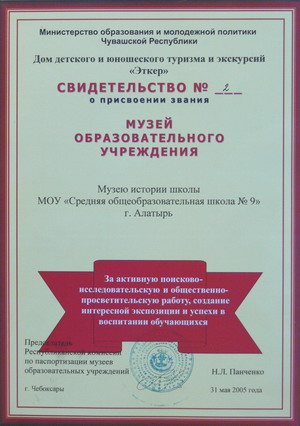 Министерство образования и молодежной политики
Чувашской Республики
Дом детского и юношеского туризма и экскурсий
«Эткер»
СВИДЕТЕЛЬСТВО № 2
о присвоении звания
МУЗЕЙ
ОБРАЗОВАТЕЛЬНОГО
УЧРЕЖДЕНИЯ
Музею истории школы
МОУ «Средняя общеобразовательная школа № 9»
г. Алатырь
За активную поисково-
исследовательскую и общественно-
просветительскую работу, создание
интересной экспозиции и успехи в
воспитании обучающихся
Председатель
Республиканской комиссии
по паспортизации музеев
образовательных учреждений
Н.Л. Панченко
г. Чебоксары
31 мая 2005 года